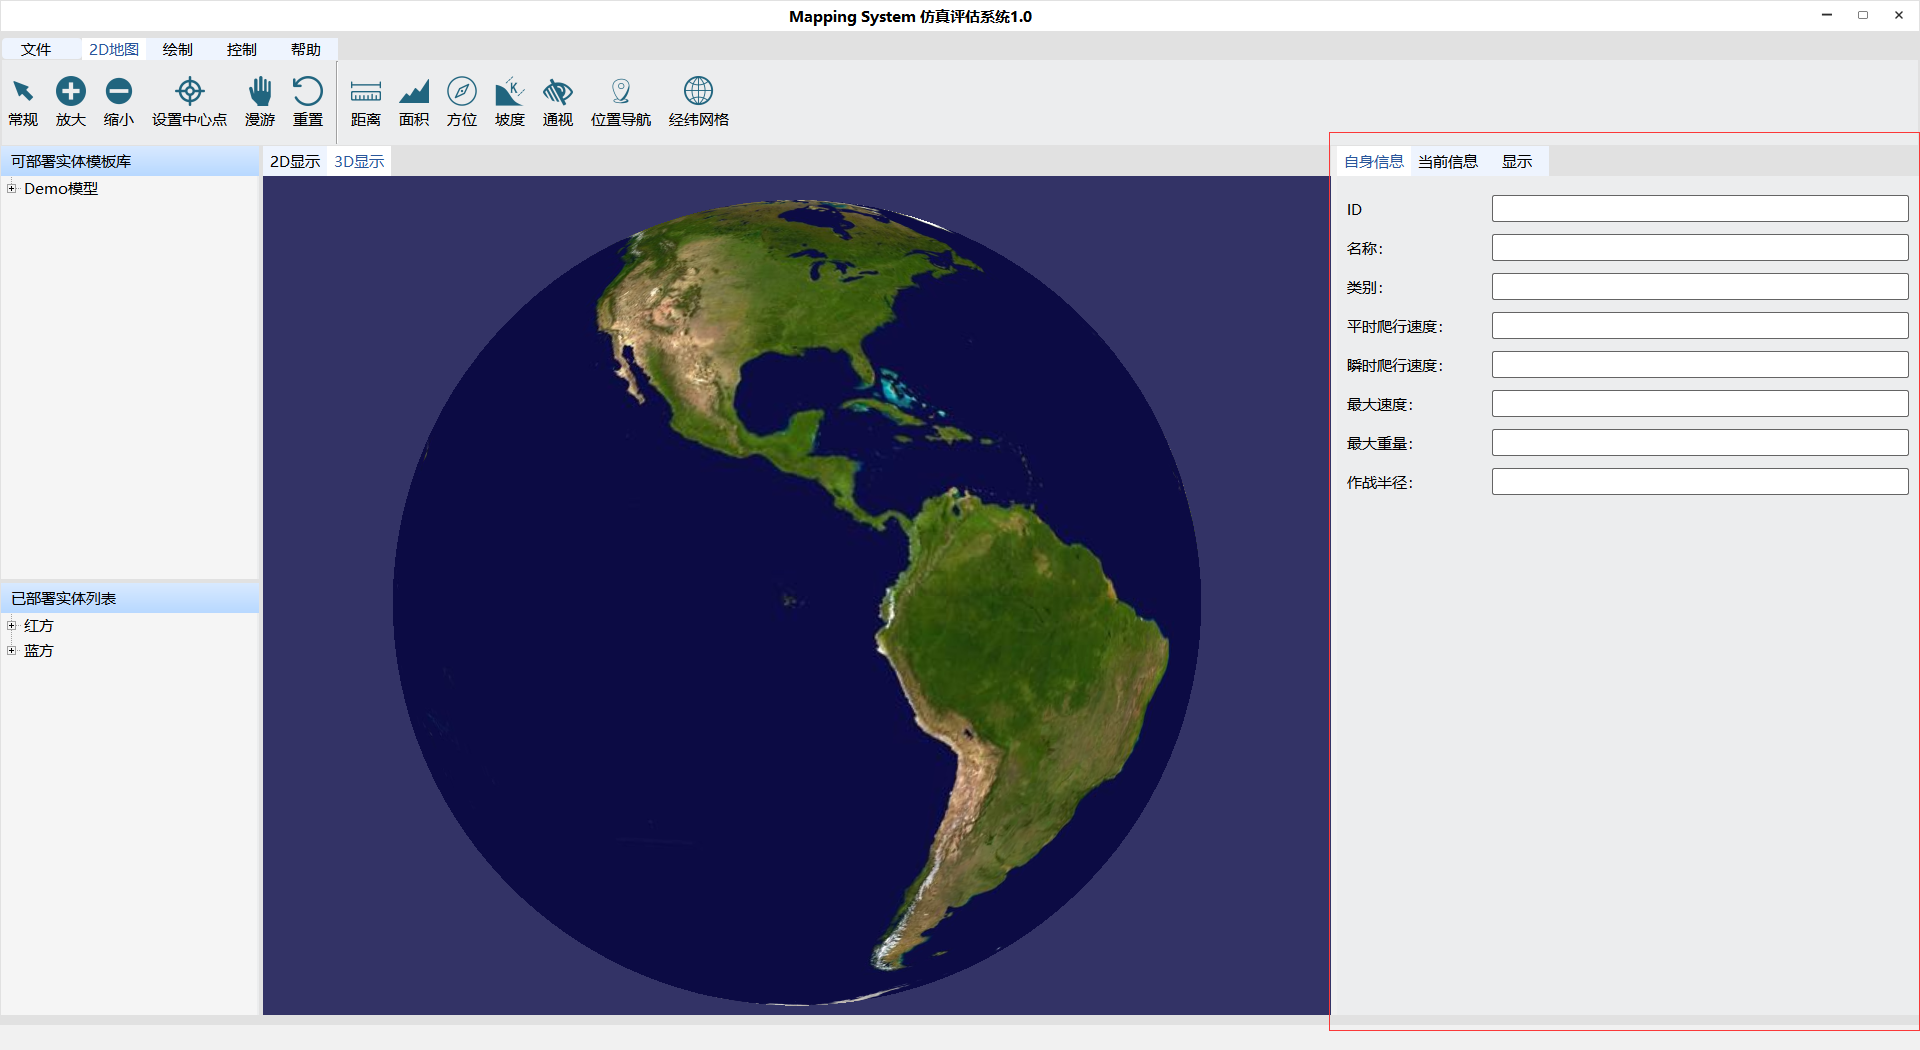 Mapping System 仿真评估系统1.0
文件 2D地图 绘制 控制 帮助
常规 放大 缩小 设置中心点 漫游 重置 距离 面积 方位 坡度 通视 位置导航 经纬网格
K
可部署实体模板库
Demo模型
已部署实体列表
红方
蓝方
2D显示 3D显示
自身信息 当前信息 显示
ID
名称:
类别:
平时爬行速度:
瞬时爬行速度:
最大速度:
最大重量:
作战半径: